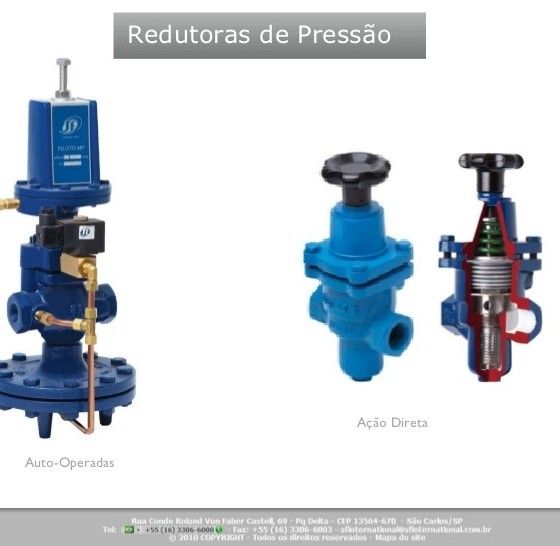 Redutoras de Pressão
PILOTO MP
Ação Direta
Auto-Operadas
Rua Conde Roland Von Faber Castell, 69 - Pq Delta - CEP 13564-670 - São Carlos/SP
Tel: +55 (16) 3306-6000 - Fax: +55 (16) 3306-6003 - sfinternational@sfinternational.com.br
© 2010 COPYRIGHT - Todos os direitos reservados - Mapa do site